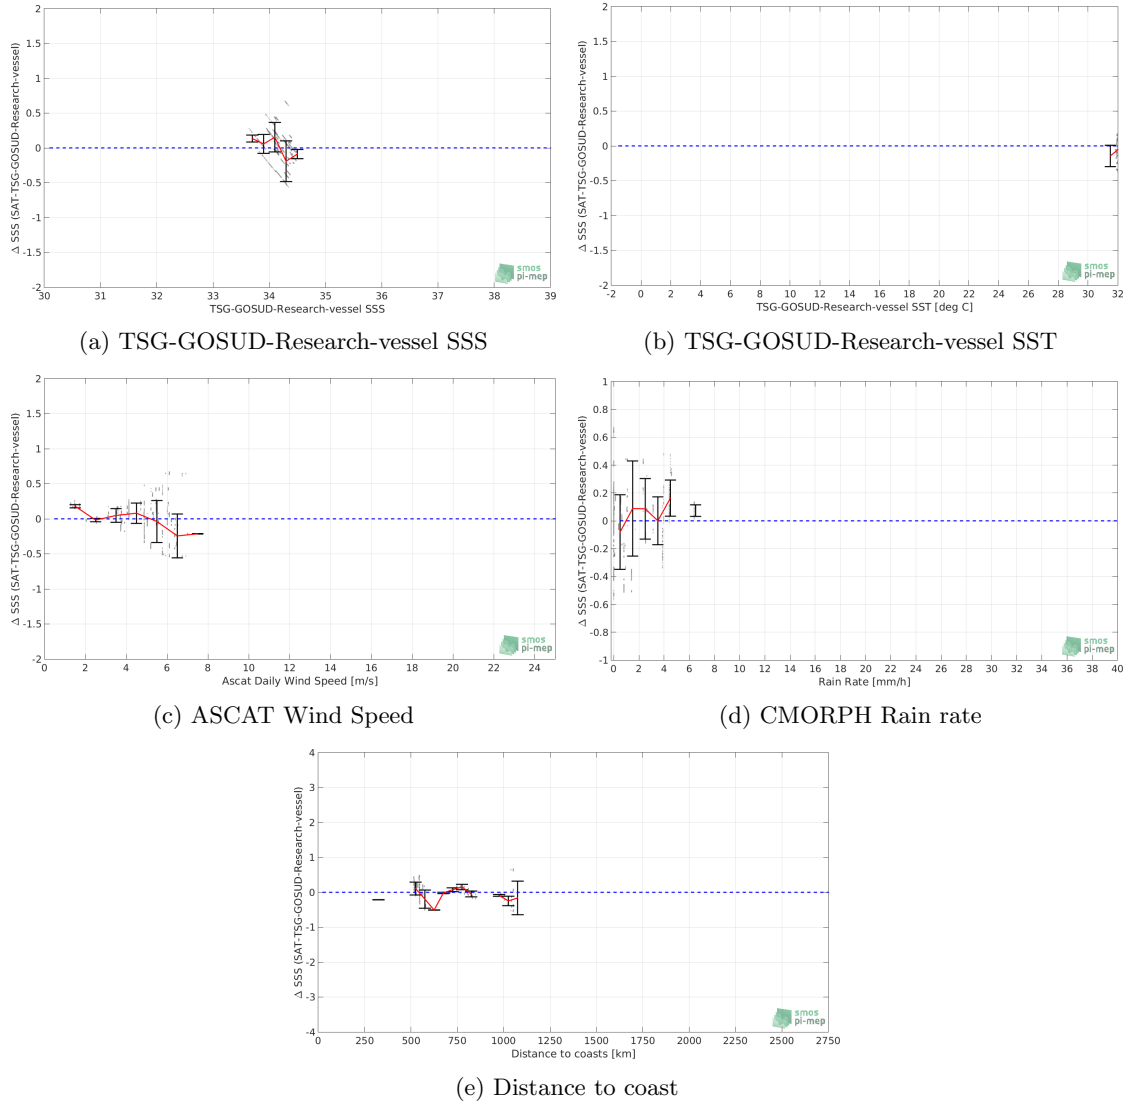 Δ SSS (SAT-TSG-GOSUD-Research-vessel)
2
1.5
1
0.5
0
-0.5
-1
-1.5
-2
30 31 32 33 34 35 36 37 38 39
TSG-GOSUD-Research-vessel SSS
smos
pi-mep
(a) TSG-GOSUD-Research-vessel SSS
Δ SSS (SAT-TSG-GOSUD-Research-vessel)
2
1.5
1
0.5
0
-0.5
-1
-1.5
-2
-2 0 2 4 6 8 10 12 14 16 18 20 22 24 26 28 30 32
TSG-GOSUD-Research-vessel SST [deg C]
smos
pi-mep
(b) TSG-GOSUD-Research-vessel SST
Δ SSS (SAT-TSG-GOSUD-Research-vessel)
2
1.5
1
0.5
0
-0.5
-1
-1.5
-2
0 2 4 6 8 10 12 14 16 18 20 22 24
Ascat Daily Wind Speed [m/s]
smos
pi-mep
(c) ASCAT Wind Speed
Δ SSS (SAT-TSG-GOSUD-Research-vessel)
1
0.8
0.6
0.4
0.2
0
-0.2
-0.4
-0.6
-0.8
-1
0 2 4 6 8 10 12 14 16 18 20 22 24 26 28 30 32 34 36 38 40
Rain Rate [mm/h]
smos
pi-mep
(d) CMORPH Rain rate
Δ SSS (SAT-TSG-GOSUD-Research-vessel)
4
3
2
1
0
-1
-2
-3
-4
0 250 500 750 1000 1250 1500 1750 2000 2250 2500 2750
Distance to coasts [km]
smos
pi-mep
(e) Distance to coast